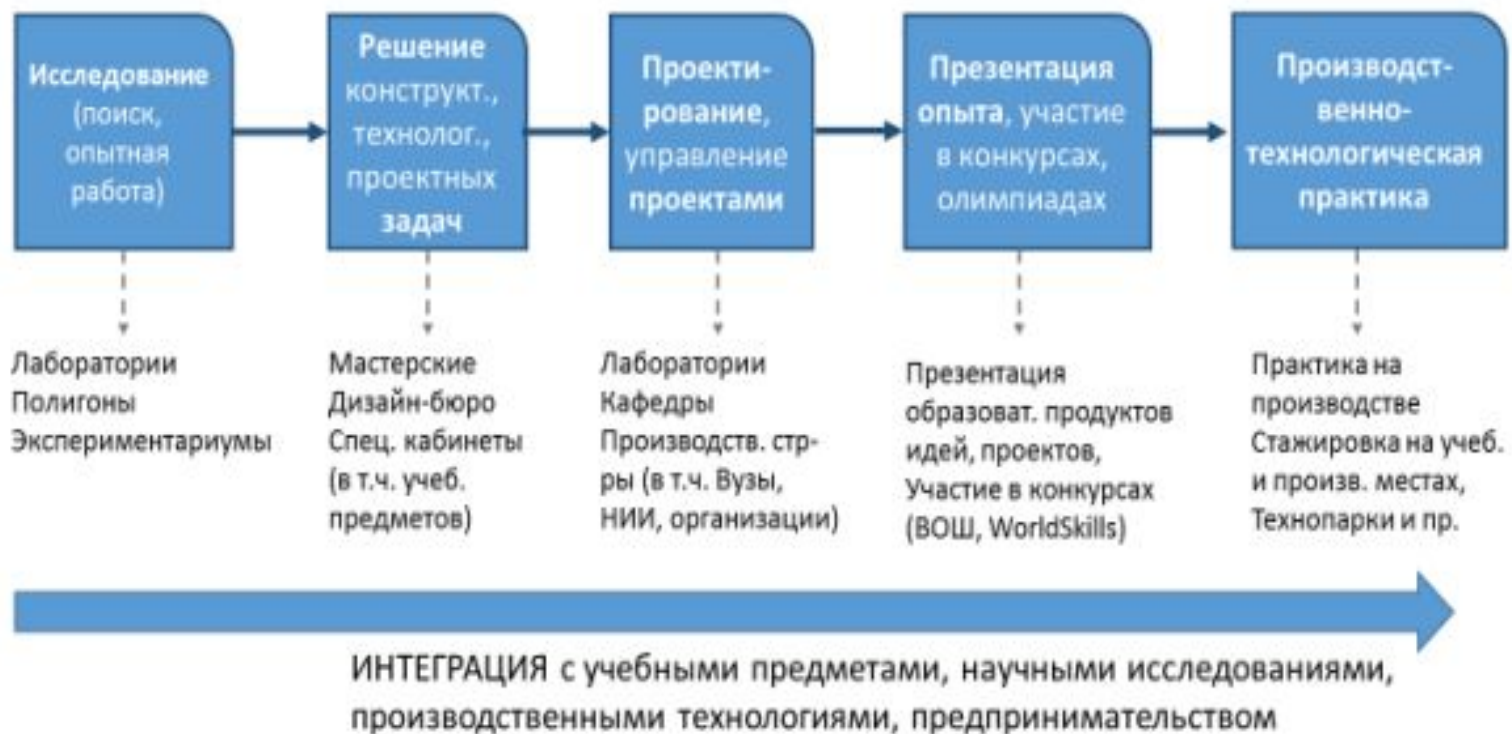 Исследование
(поиск,
опытная
работа)
Решение
конструкт.,
технолог.,
проектных
задач
Проекти-
рование,
управление
проектами
Презентация
опыта, участие
в конкурсах,
олимпиадах
Производст-
венно-
технологическая
практика
Лаборатории
Полигоны
Экспериментариумы
Мастерские
Дизайн-бюро
Спец. кабинеты
(в т.ч. учеб.
предметов)
Лаборатории
Кафедры
Производств. стр-
ры (в т.ч. Вузы,
НИИ, организации)
Презентация
образоват. продуктов
идей, проектов,
Участие в конкурсах
(ВОШ, WorldSkills)
Практика на
производстве
Стажировка на учеб.
и произв. местах,
Технопарки и пр.
ИНТЕГРАЦИЯ с учебными предметами, научными исследованиями,
производственными технологиями, предпринимательством